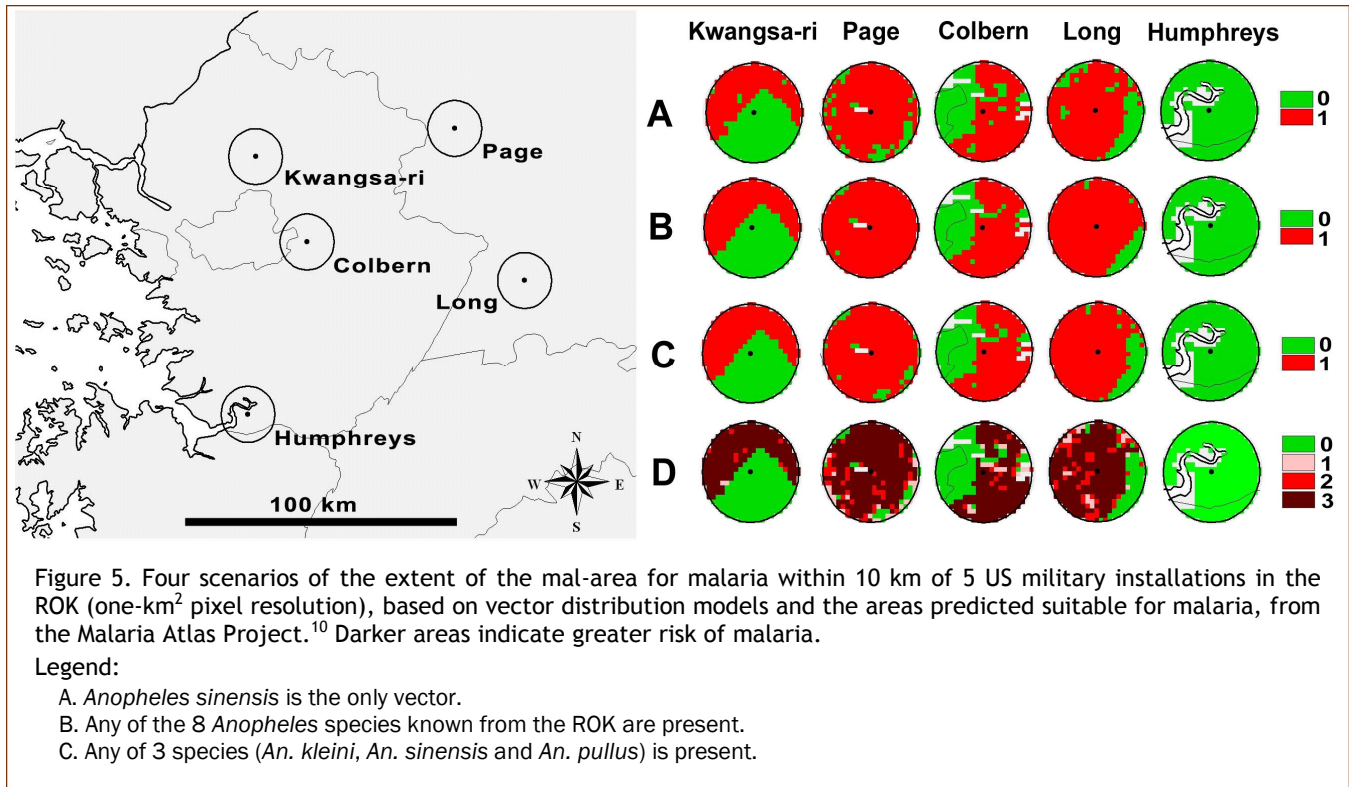 Kwangsa-ri
Page
Colbern
Long
Humphreys
100 km
N
W
E
S
Kwangsa-ri Page Colbern Long Humphreys
A
0
1
B
0
1
C
0
1
D
0
1
2
3
Figure 5. Four scenarios of the extent of the mal-area for malaria within 10 km of 5 US military installations in the
ROK (one-km² pixel resolution), based on vector distribution models and the areas predicted suitable for malaria, from
the Malaria Atlas Project.¹⁰ Darker areas indicate greater risk of malaria.
Legend:
A. Anopheles sinensis is the only vector.
B. Any of the 8 Anopheles species known from the ROK are present.
C. Any of 3 species (An. kleini, An. sinensis and An. pullus) is present.